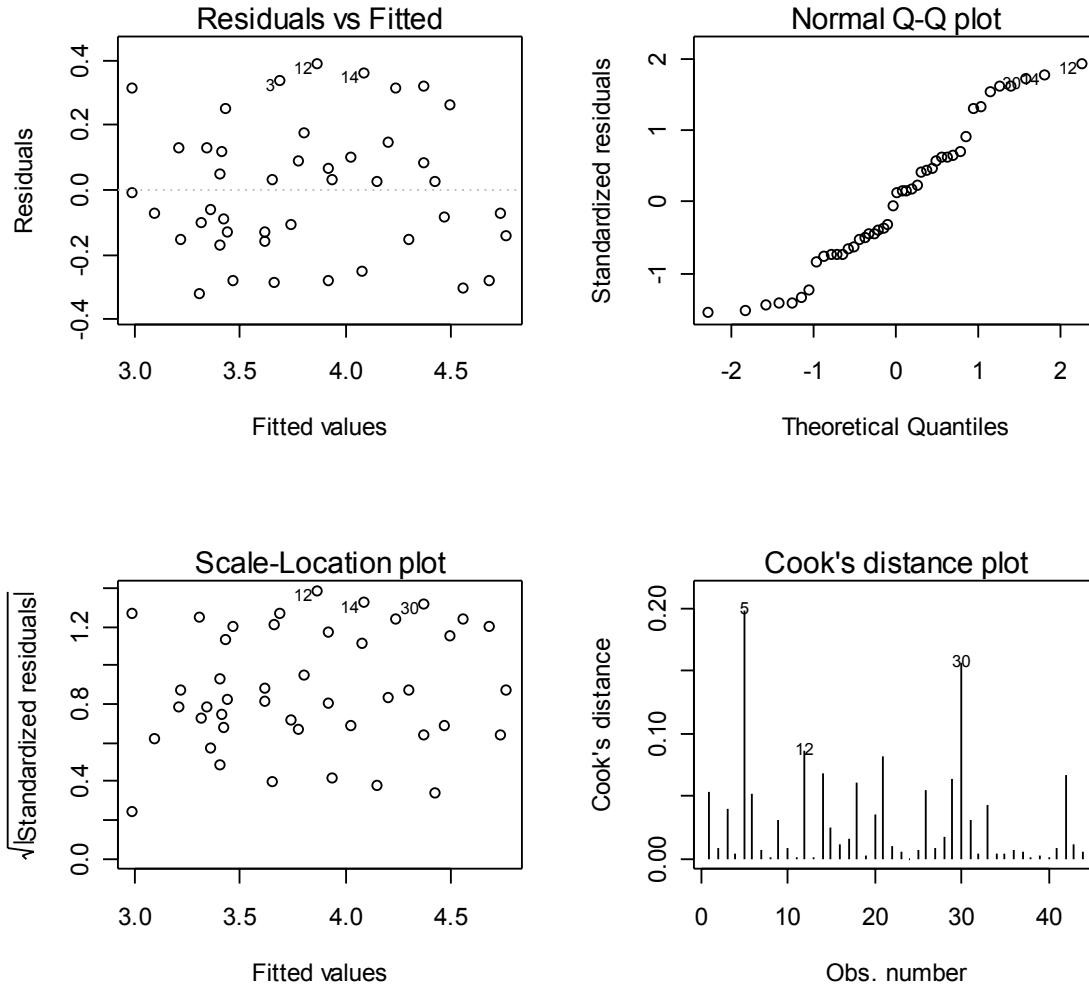 Residuals vs Fitted
Residuals
-0.4 -0.2 0.0 0.2 0.4
3 12 14
3.0 3.5 4.0 4.5
Fitted values
Normal Q-Q plot
Standardized residuals
-1 0 1 2
30 14 12
-2 -1 0 1 2
Theoretical Quantiles
Scale-Location plot
√|Standardized residuals|
0.0 0.4 0.8 1.2
12 14 30
3.0 3.5 4.0 4.5
Fitted values
Cook's distance plot
Cook's distance
0.00 0.10 0.20
5 12 30
0 10 20 30 40
Obs. number